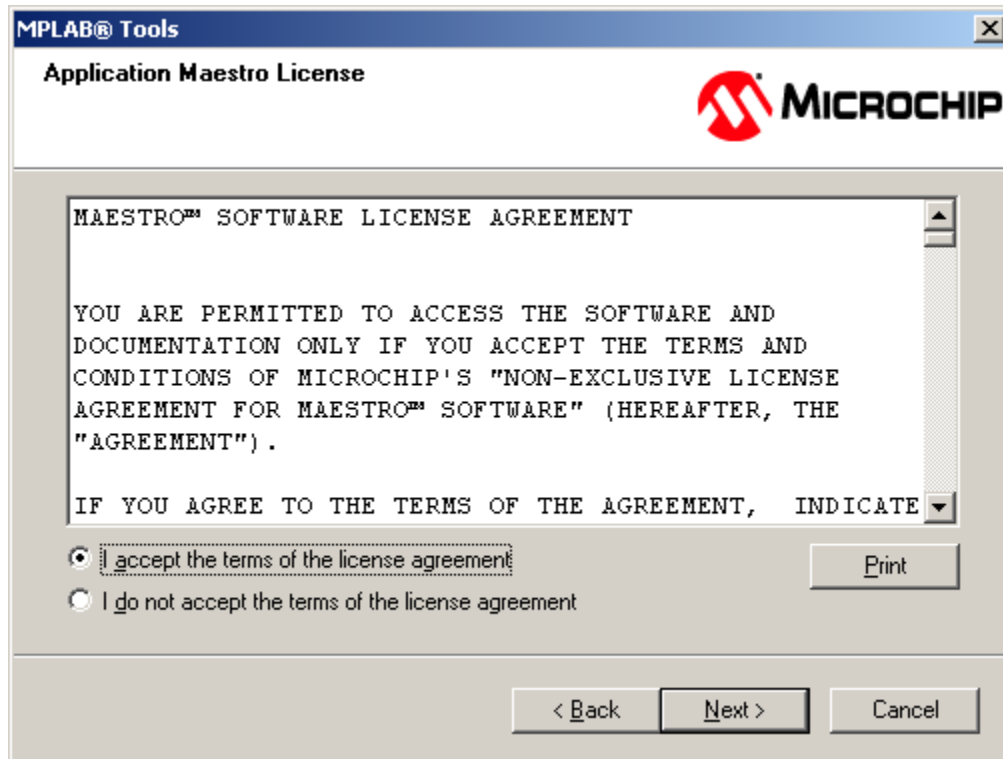 MPLAB® Tools
Application Maestro License
MICROCHIP
MAESTRO™ SOFTWARE LICENSE AGREEMENT
YOU ARE PERMITTED TO ACCESS THE SOFTWARE AND
DOCUMENTATION ONLY IF YOU ACCEPT THE TERMS AND
CONDITIONS OF MICROCHIP'S "NON-EXCLUSIVE LICENSE
AGREEMENT FOR MAESTRO™ SOFTWARE" (HEREAFTER, THE
"AGREEMENT").
IF YOU AGREE TO THE TERMS OF THE AGREEMENT, INDICATE
I accept the terms of the license agreement
Print
I do not accept the terms of the license agreement
< Back
Next >
Cancel